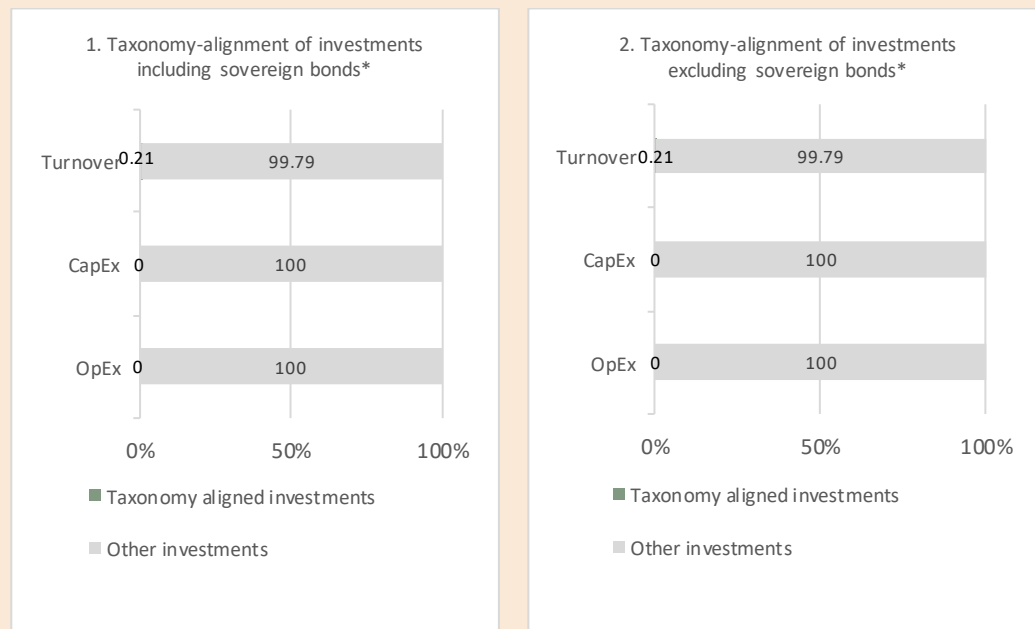 1. Taxonomy-alignment of investments
including sovereign bonds*
Turnover 0.21 99.79
CapEx 0 100
OpEx 0 100
0% 50% 100%
Taxonomy aligned investments
Other investments
2. Taxonomy-alignment of investments
excluding sovereign bonds*
Turnover 0.21 99.79
CapEx 0 100
OpEx 0 100
0% 50% 100%
Taxonomy aligned investments
Other investments